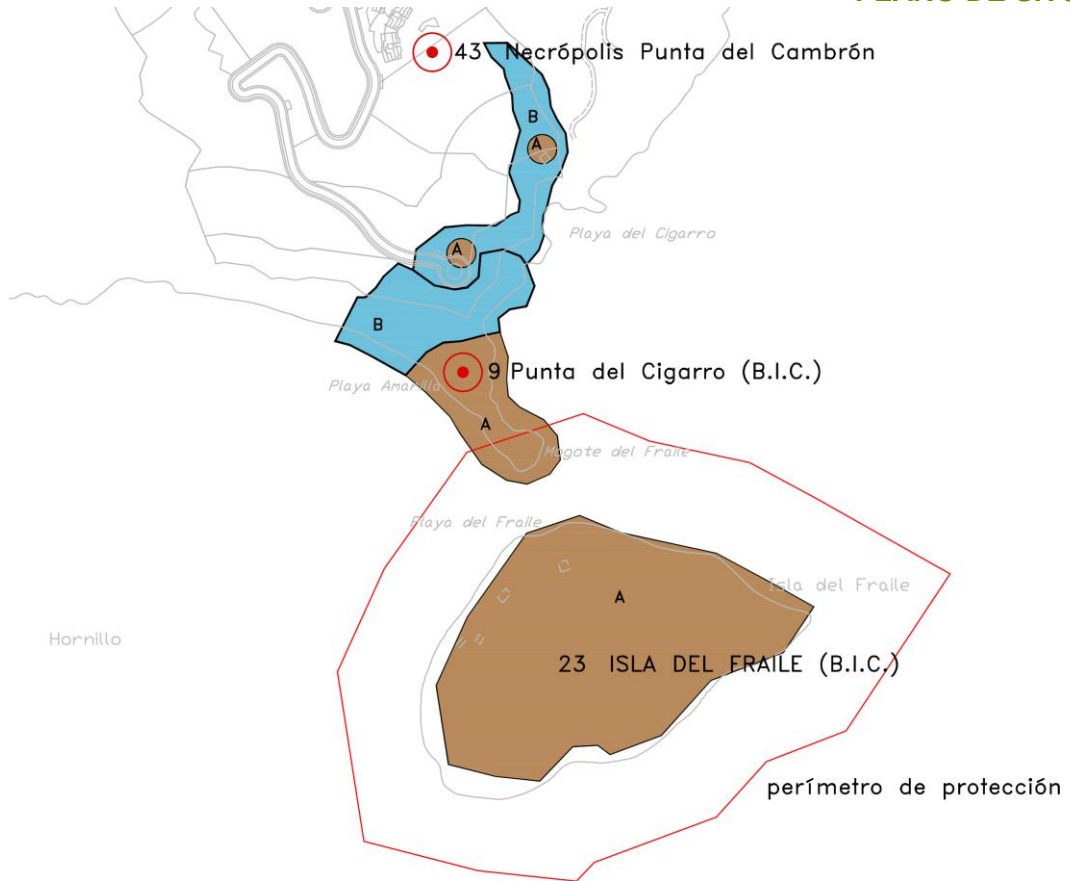 43 Necrópolis Punta del Cambrón
B
A
Playa del Cigarro
A
B
9 Punta del Cigarro (B.I.C.)
Playa Amarilla
A
Mogote del Fraile
Playa del Fraile
Isla del Fraile
A
Hornillo
23 ISLA DEL FRAILE (B.I.C.)
perímetro de protección